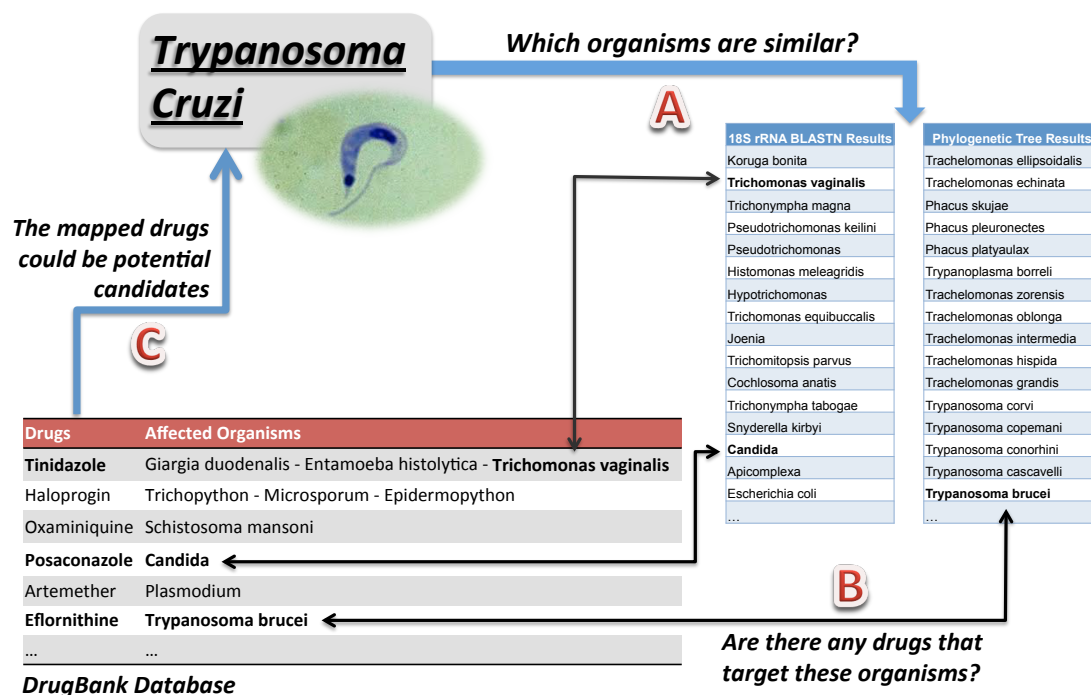 Trypanosoma
Cruzi
Which organisms are similar?
A
18S rRNA BLASTN Results
Koruga bonita
Trichomonas vaginalis
Trichonympha magna
Pseudotrichomonas keilini
Pseudotrichomonas
Histomonas meleagridis
Hypotrichomonas
Trichomonas equibuccalis
Joenia
Trichomitopsis parvus
Cochlosoma anatis
Trichonympha tabogae
Snyderella kirbyi
Candida
Apicomplexa
Escherichia coli
...
Phylogenetic Tree Results
Trachelomonas ellipsoidalis
Trachelomonas echinata
Phacus skujae
Phacus pleuronectes
Phacus platyaulax
Trypanoplasma borreli
Trachelomonas zorensis
Trachelomonas oblonga
Trachelomonas intermedia
Trachelomonas hispida
Trachelomonas grandis
Trypanosoma corvi
Trypanosoma copemani
Trypanosoma conorhini
Trypanosoma cascavelli
Trypanosoma brucei
...
The mapped drugs
could be potential
candidates
C
Drugs Affected Organisms
Tinidazole Giargia duodenalis - Entamoeba histolytica - Trichomonas vaginalis
Haloprogin Trichopython - Microsporum - Epidermopython
Oxaminiquine Schistosoma mansoni
Posaconazole Candida
Artemether Plasmodium
Eflornithine Trypanosoma brucei
... ...
DrugBank Database
B
Are there any drugs that
target these organisms?